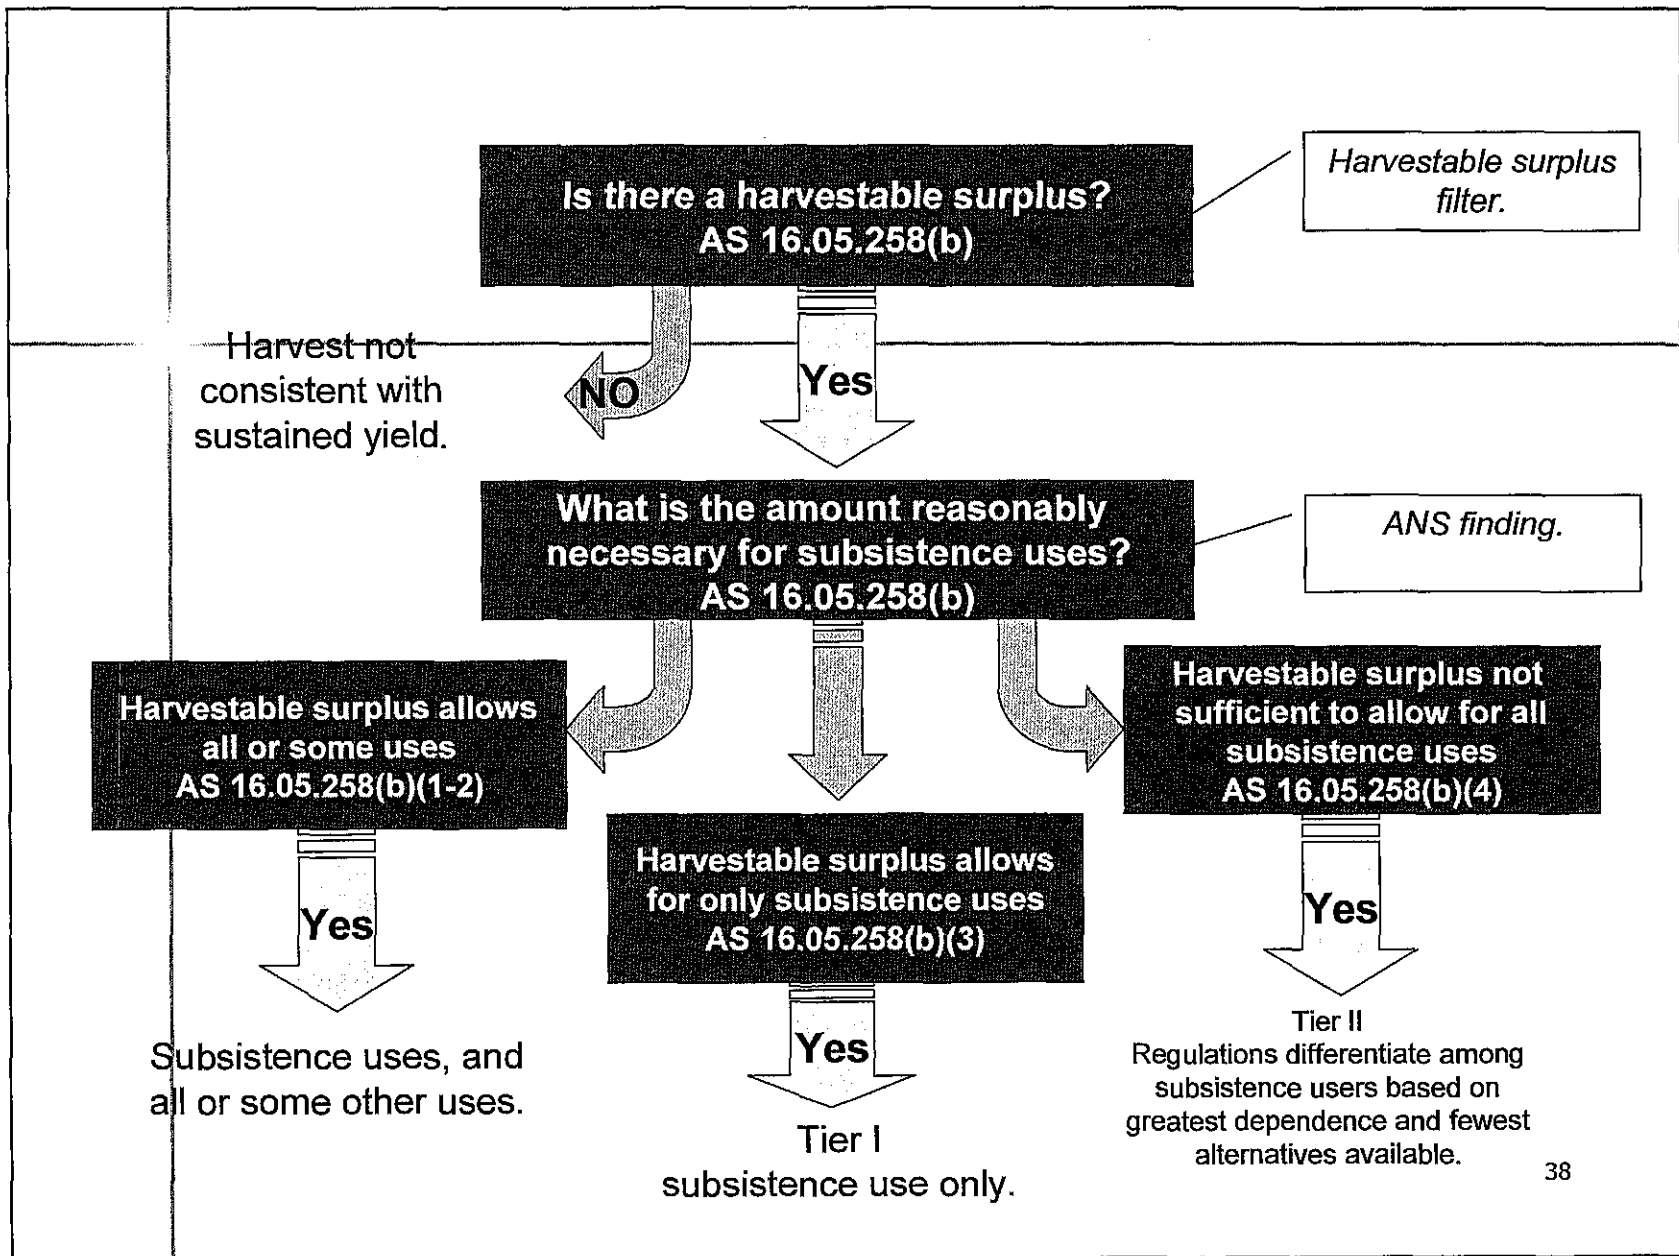 Is there a harvestable surplus?
AS 16.05.258(b)
Harvestable surplus
filter.
Harvest not
consistent with
sustained yield.
NO
Yes
What is the amount reasonably
necessary for subsistence uses?
AS 16.05.258(b)
ANS finding.
Harvestable surplus allows
all or some uses
AS 16.05.258(b)(1-2)
Harvestable surplus allows
for only subsistence uses
AS 16.05.258(b)(3)
Harvestable surplus not
sufficient to allow for all
subsistence uses
AS 16.05.258(b)(4)
Yes
Yes
Yes
Subsistence uses, and
all or some other uses.
Tier I
subsistence use only.
Tier II
Regulations differentiate among
subsistence users based on
greatest dependence and fewest
alternatives available.
38